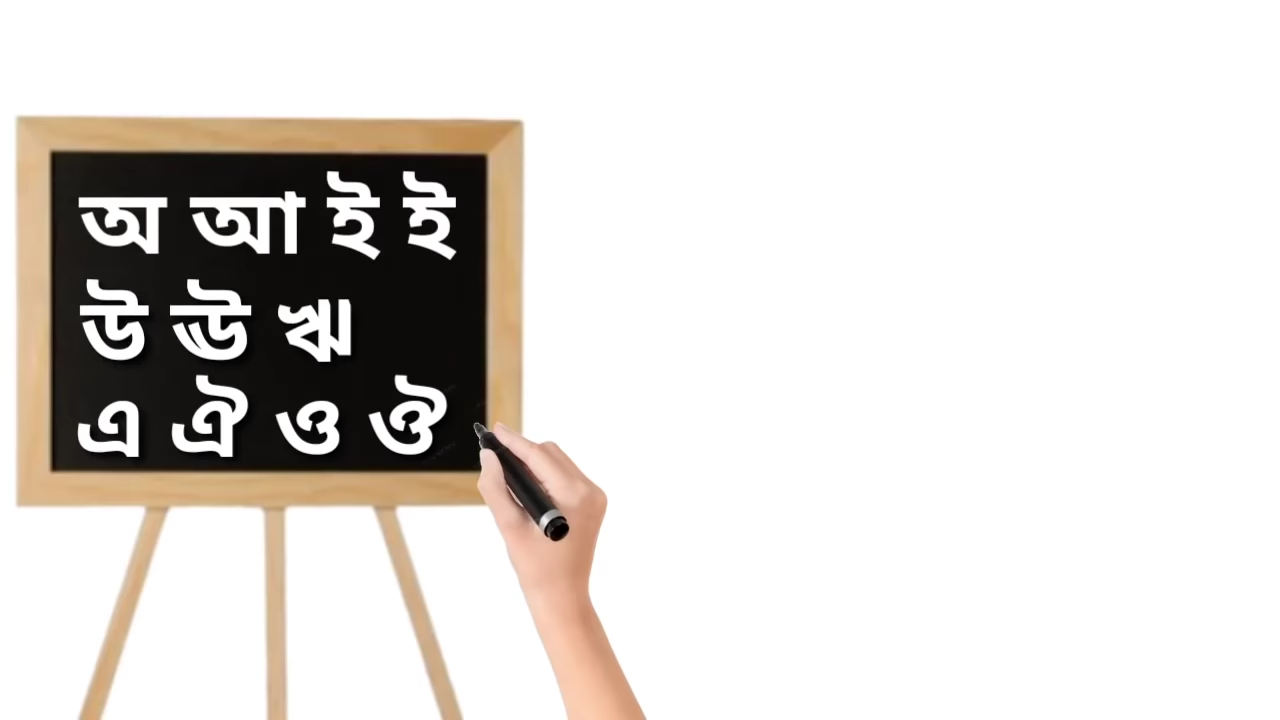 অ আ ই ই
উ ঊ ঋ
এ ঐ ও ঔ